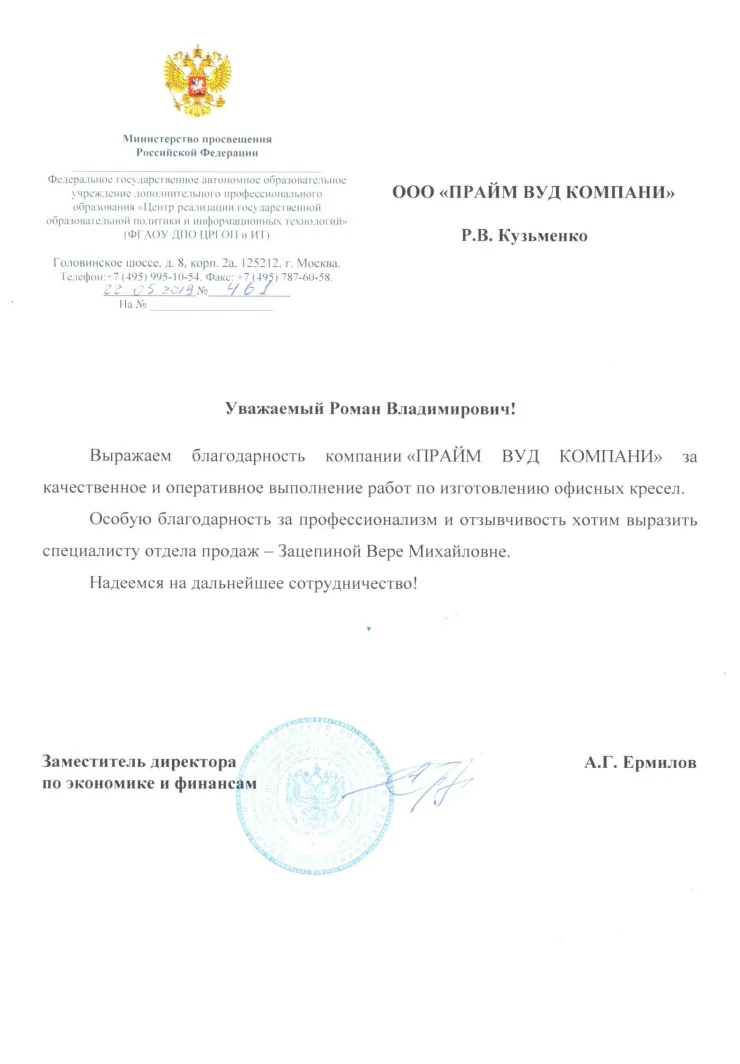 Министерство просвещения
Российской Федерации
Федеральное государственное автономное образовательное
учреждение дополнительного профессионального
образования «Центр реализации государственной
образовательной политики и информационных технологий»
(ФГАОУ ДПО ЦРГОП и ИТ)
Головинское шоссе, д. 8, корп. 2а, 125212, г. Москва.
Телефон:+7 (495) 995-10-54. Факс: +7 (495) 787-60-58.
22.05.2019 № 461
На №
ООО «ПРАЙМ ВУД КОМПАНИ»
Р.В. Кузьменко
Уважаемый Роман Владимирович!
Выражаем благодарность компании «ПРАЙМ ВУД КОМПАНИ» за
качественное и оперативное выполнение работ по изготовлению офисных кресел.
Особую благодарность за профессионализм и отзывчивость хотим выразить
специалисту отдела продаж – Зацепиной Вере Михайловне.
Надеемся на дальнейшее сотрудничество!
Заместитель директора
по экономике и финансам
А.Г. Ермилов